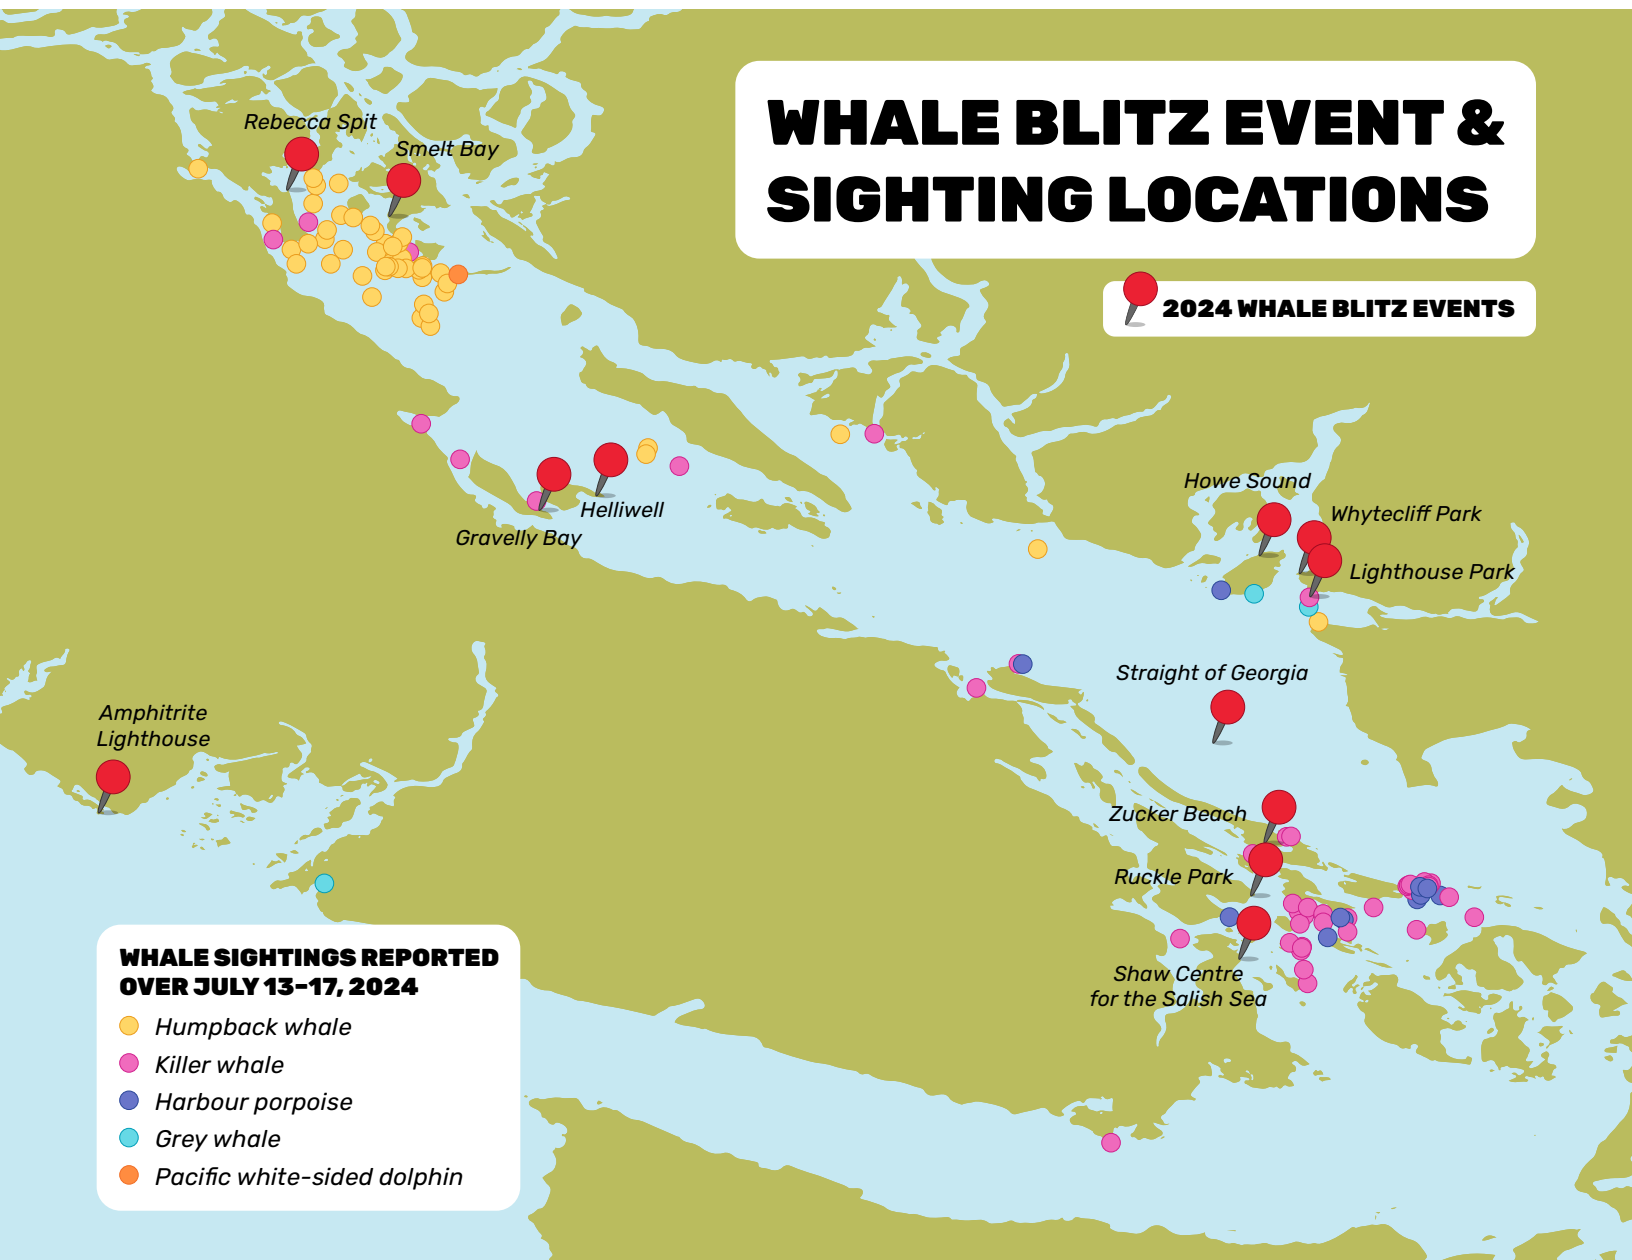 WHALE BLITZ EVENT &
SIGHTING LOCATIONS
2024 WHALE BLITZ EVENTS
Rebecca Spit
Smelt Bay
Helliwell
Gravelly Bay
Howe Sound
Whytecliff Park
Lighthouse Park
Straight of Georgia
Amphitrite
Lighthouse
Zucker Beach
Ruckle Park
Shaw Centre
for the Salish Sea
WHALE SIGHTINGS REPORTED
OVER JULY 13-17, 2024
Humpback whale
Killer whale
Harbour porpoise
Grey whale
Pacific white-sided dolphin